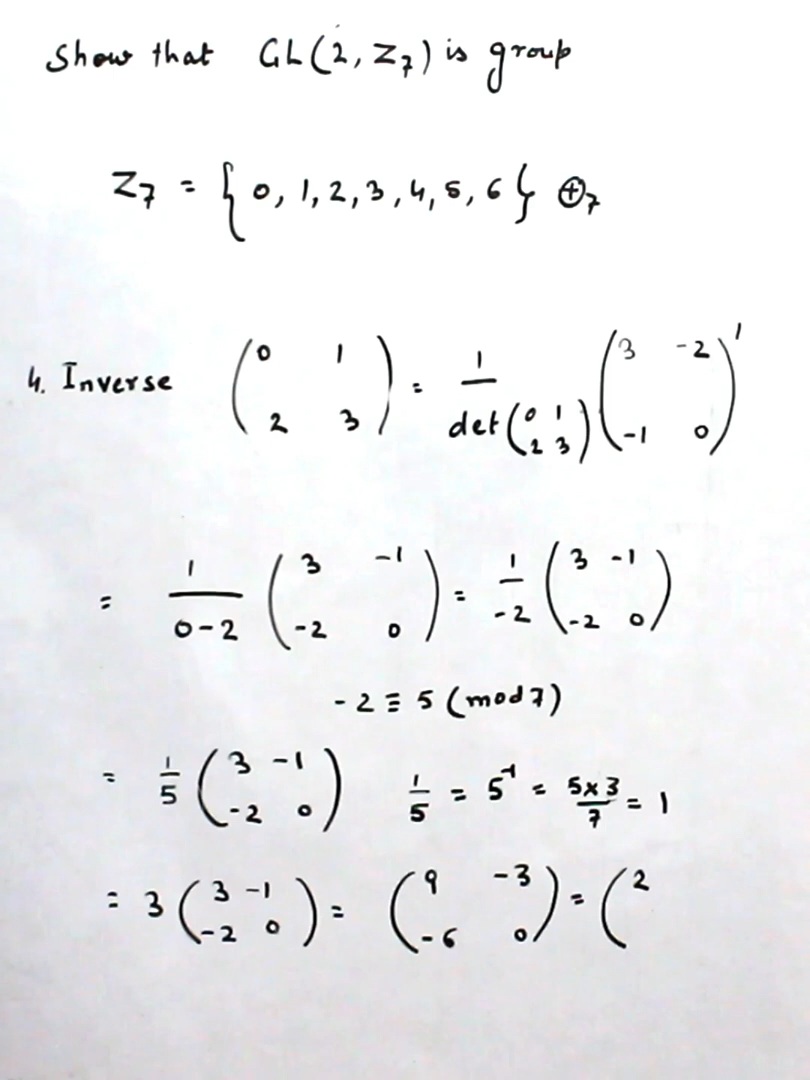 Show that GL(2, Z₇) is group
Z₇ = { 0, 1, 2, 3, 4, 5, 6 } ⊕₇
4. Inverse ( 0 1 ; 2 3 ) = 1 / det( 0 1 ; 2 3 ) ( 3 -2 ; -1 0 )'
= 1 / 0-2 ( 3 -1 ; -2 0 ) = 1 / -2 ( 3 -1 ; -2 0 )
-2 ≡ 5 (mod 7)
= 1/5 ( 3 -1 ; -2 0 ) 1/5 = 5⁻¹ = 5×3 / 7 = 1
= 3 ( 3 -1 ; -2 0 ) = ( 9 -3 ; -6 0 ) = ( 2